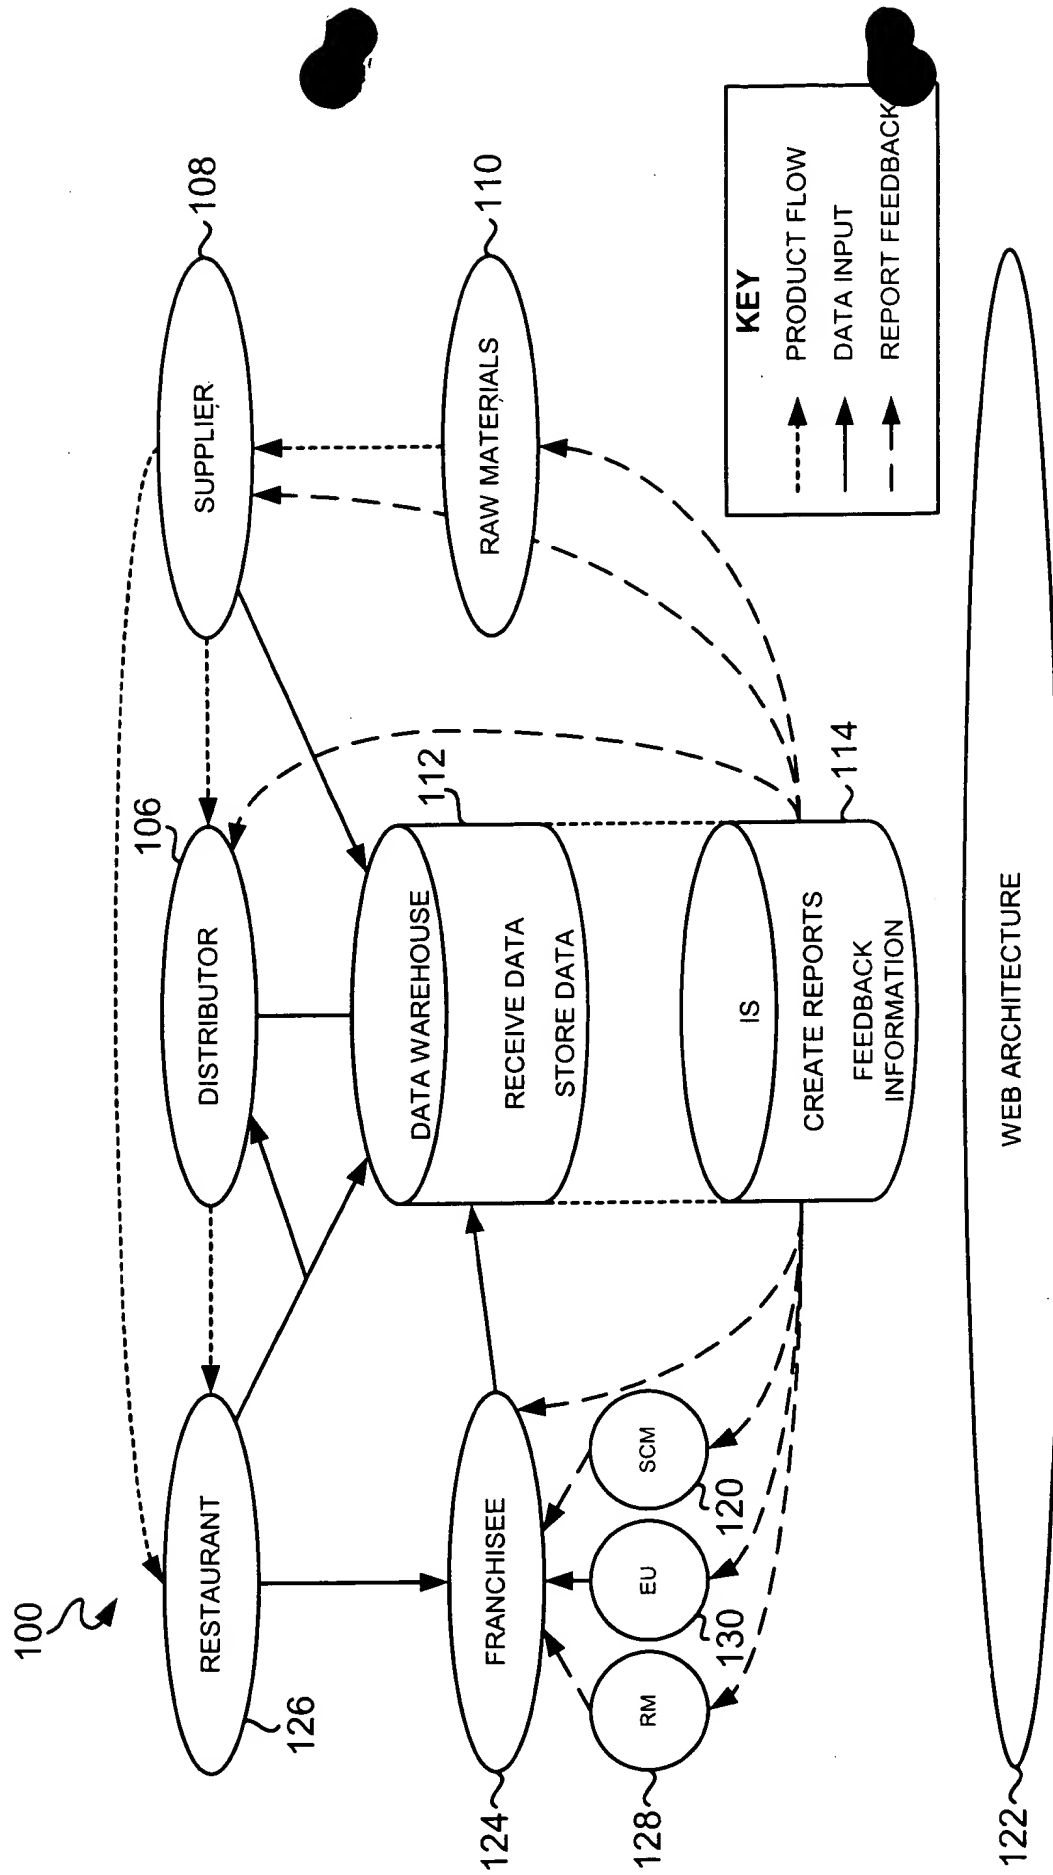 100
RESTAURANT
126
DISTRIBUTOR
106
SUPPLIER
108
FRANCHISEE
124
DATA WAREHOUSE
RECEIVE DATA
STORE DATA
112
RAW MATERIALS
110
RM
128
EU
130
SCM
120
IS
CREATE REPORTS
FEEDBACK
INFORMATION
114
KEY
PRODUCT FLOW
DATA INPUT
REPORT FEEDBACK
WEB ARCHITECTURE
122